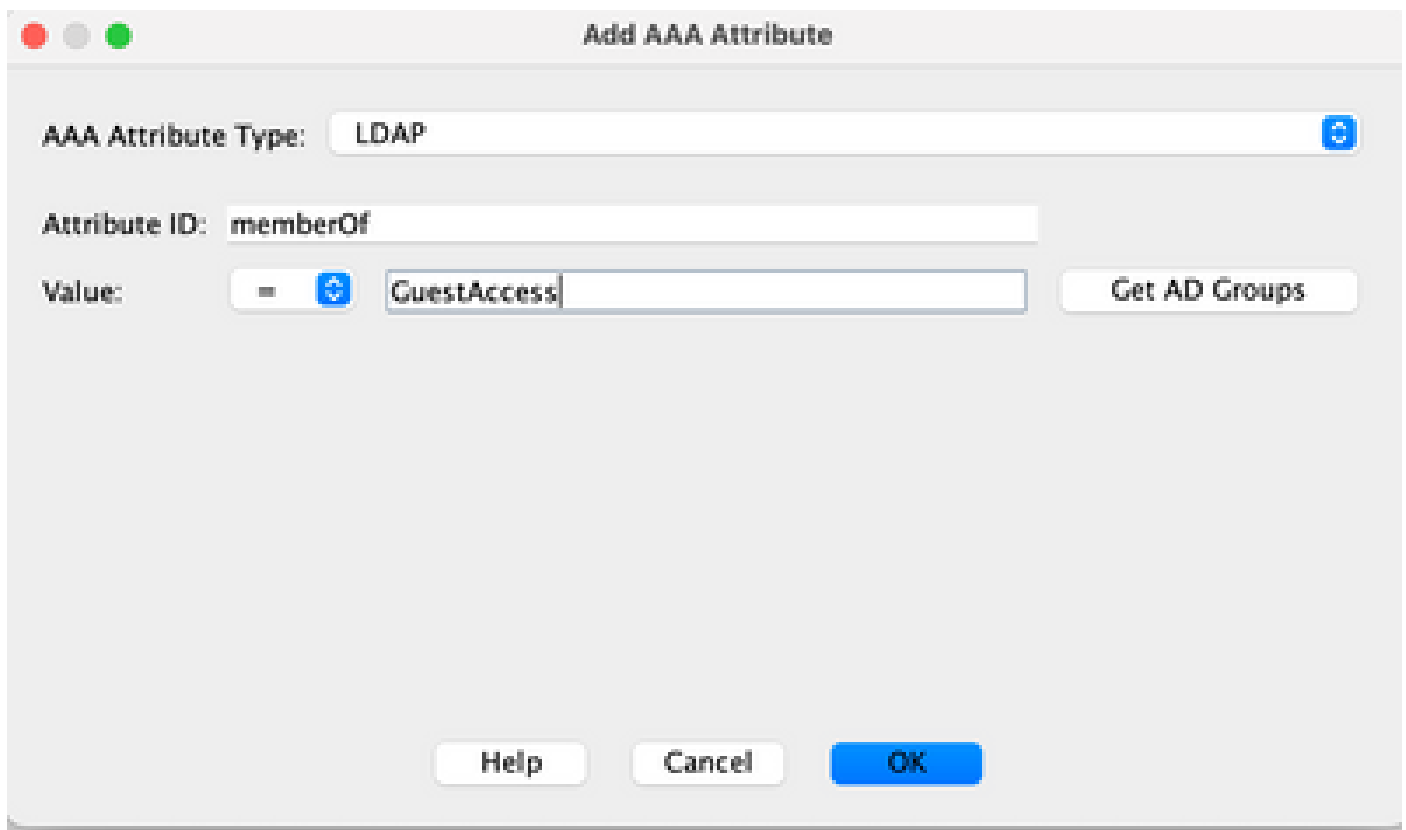 Add AAA Attribute
AAA Attribute Type: LDAP
Attribute ID: memberOf
Value: = GuestAccess Get AD Groups
Help Cancel OK